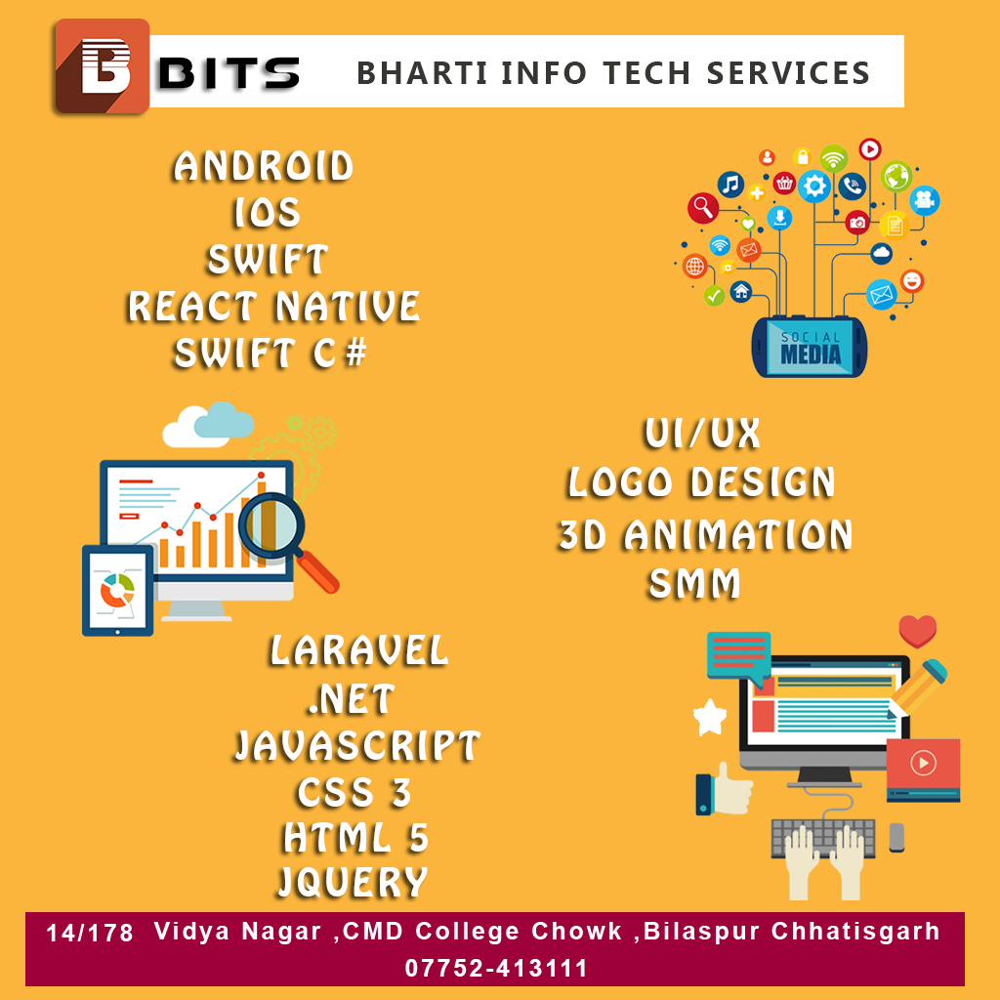 B BITS BHARTI INFO TECH SERVICES
ANDROID
IOS
SWIFT
REACT NATIVE
SWIFT C#
SOCIAL
MEDIA
UI/UX
LOGO DESIGN
3D ANIMATION
SMM
LARAVEL
.NET
JAVASCRIPT
CSS 3
HTML 5
JQUERY
14/178 Vidya Nagar ,CMD College Chowk ,Bilaspur Chhatisgarh
07752-413111